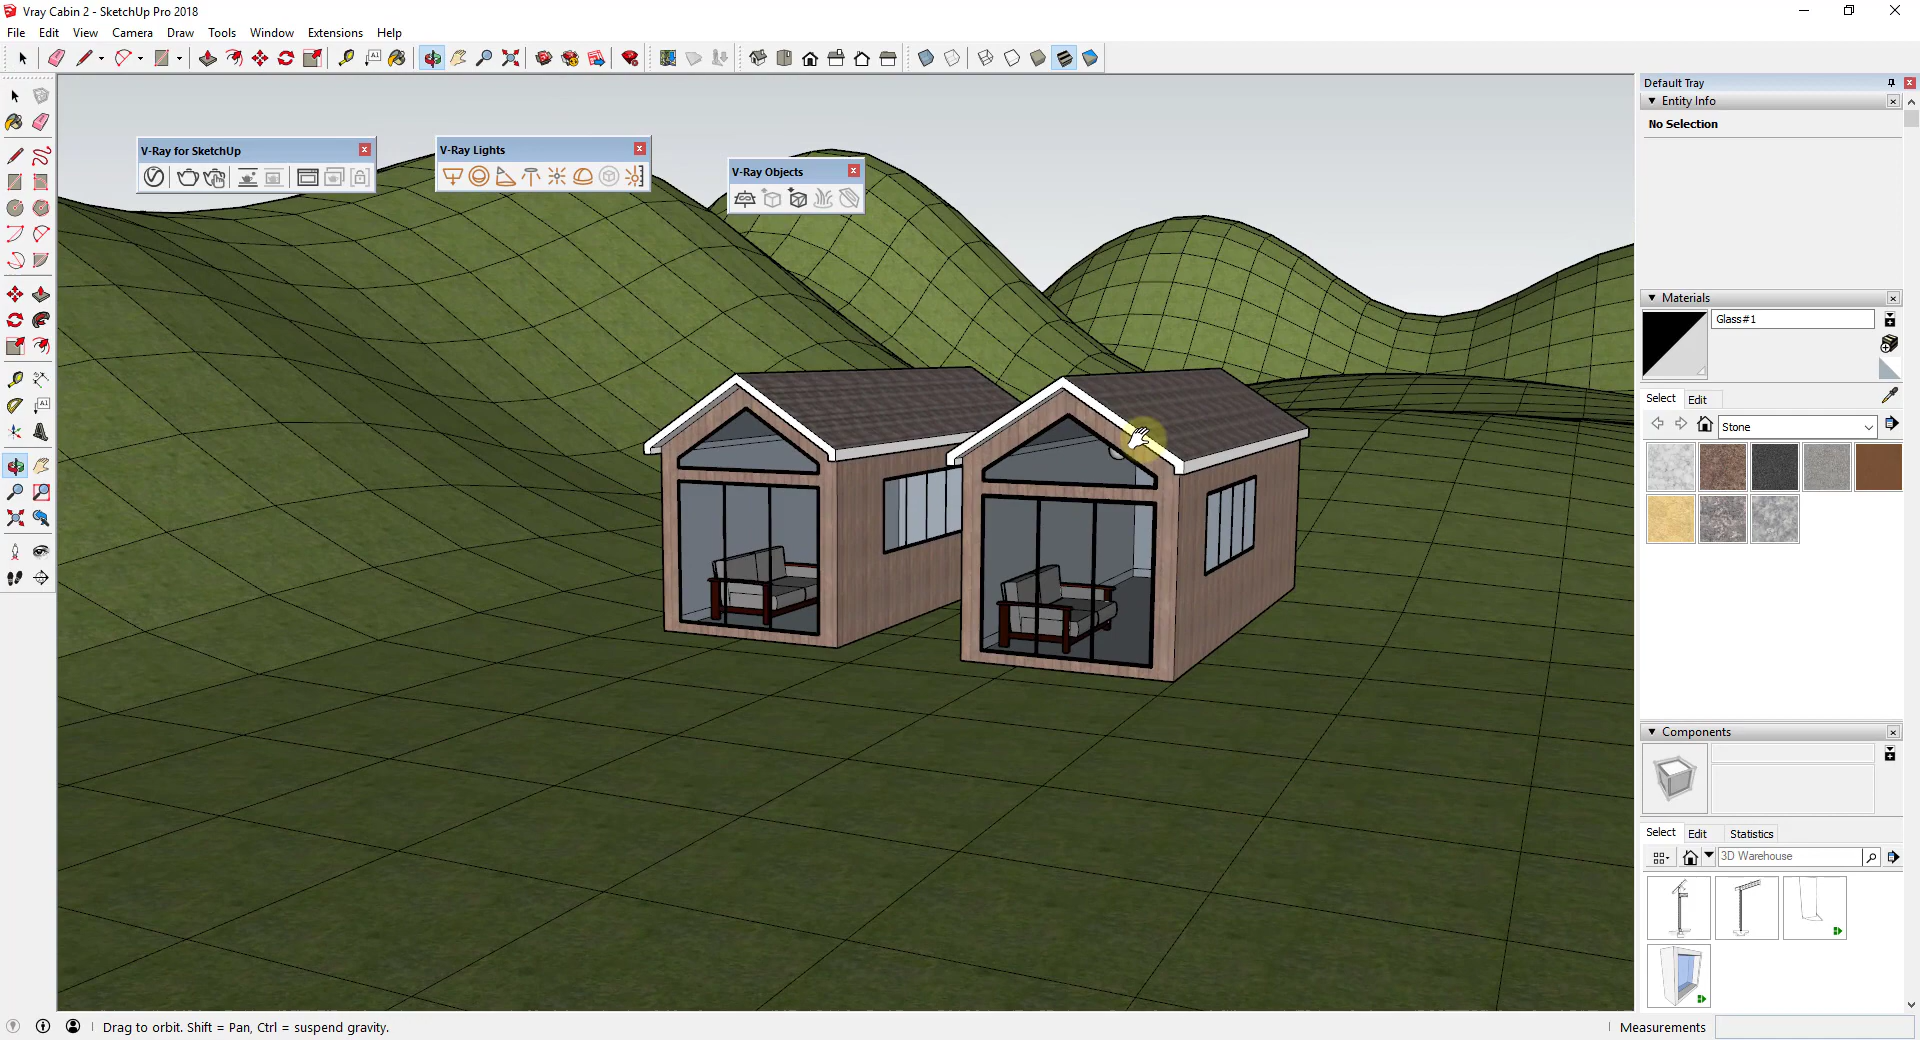 Vray Cabin 2 - SketchUp Pro 2018
File Edit View Camera Draw Tools Window Extensions Help
Default Tray
Entity Info
No Selection
V-Ray for SketchUp
V-Ray Lights
V-Ray Objects
Materials
Glass#1
Select Edit
Stone
Components
Select Edit Statistics
3D Warehouse
Drag to orbit. Shift = Pan, Ctrl = suspend gravity.
Measurements